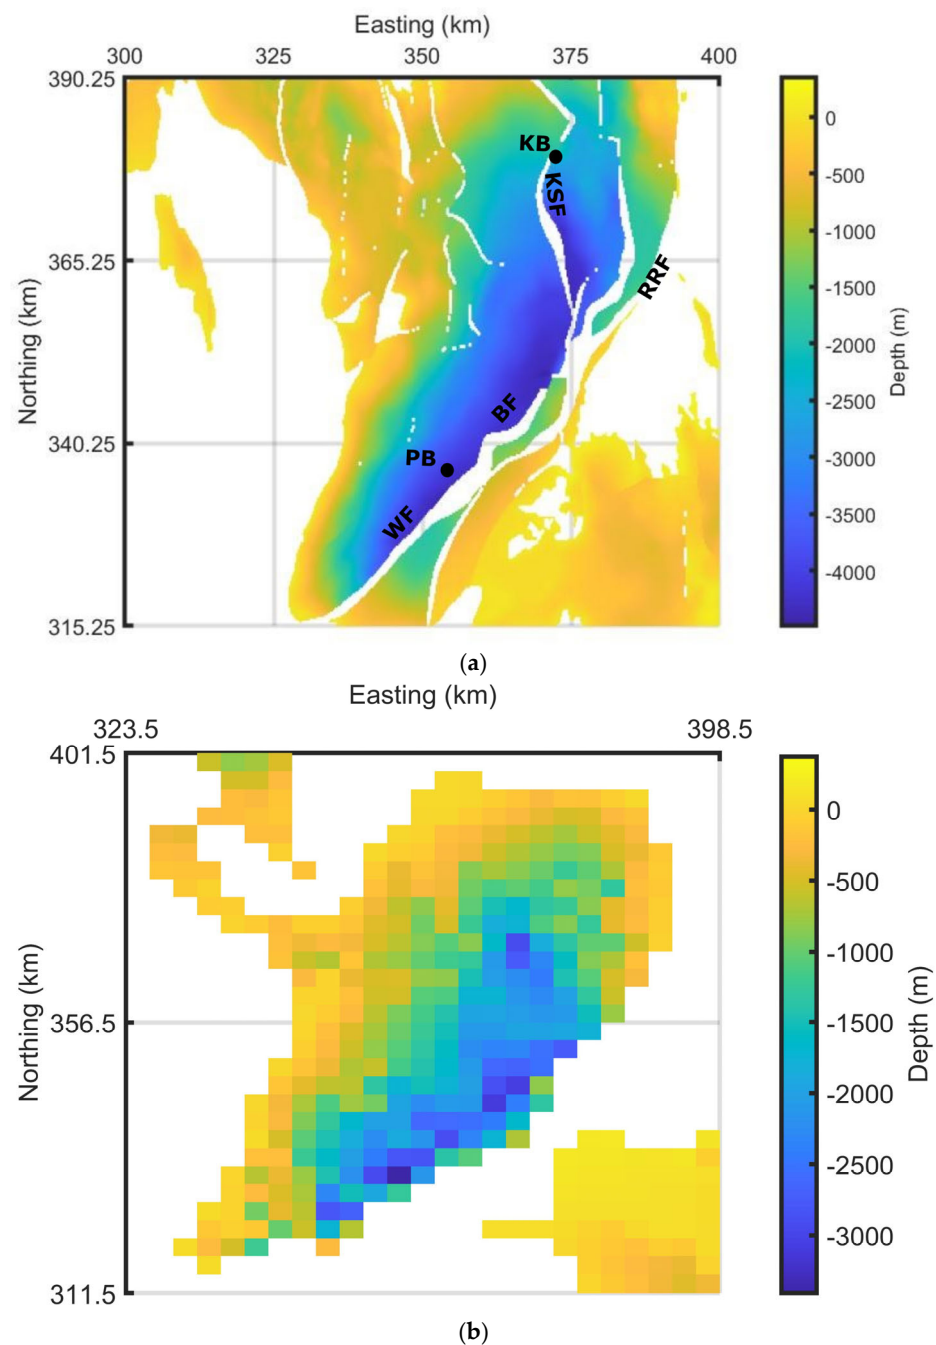 Easting (km)
300 325 350 375 400
390.25
365.25
340.25
315.25
Northing (km)
KB
KSF
RRF
BF
PB
WF
0
-500
-1000
-1500
-2000
-2500
-3000
-3500
-4000
Depth (m)
(a)
Easting (km)
323.5 398.5
401.5
356.5
311.5
Northing (km)
0
-500
-1000
-1500
-2000
-2500
-3000
Depth (m)
(b)